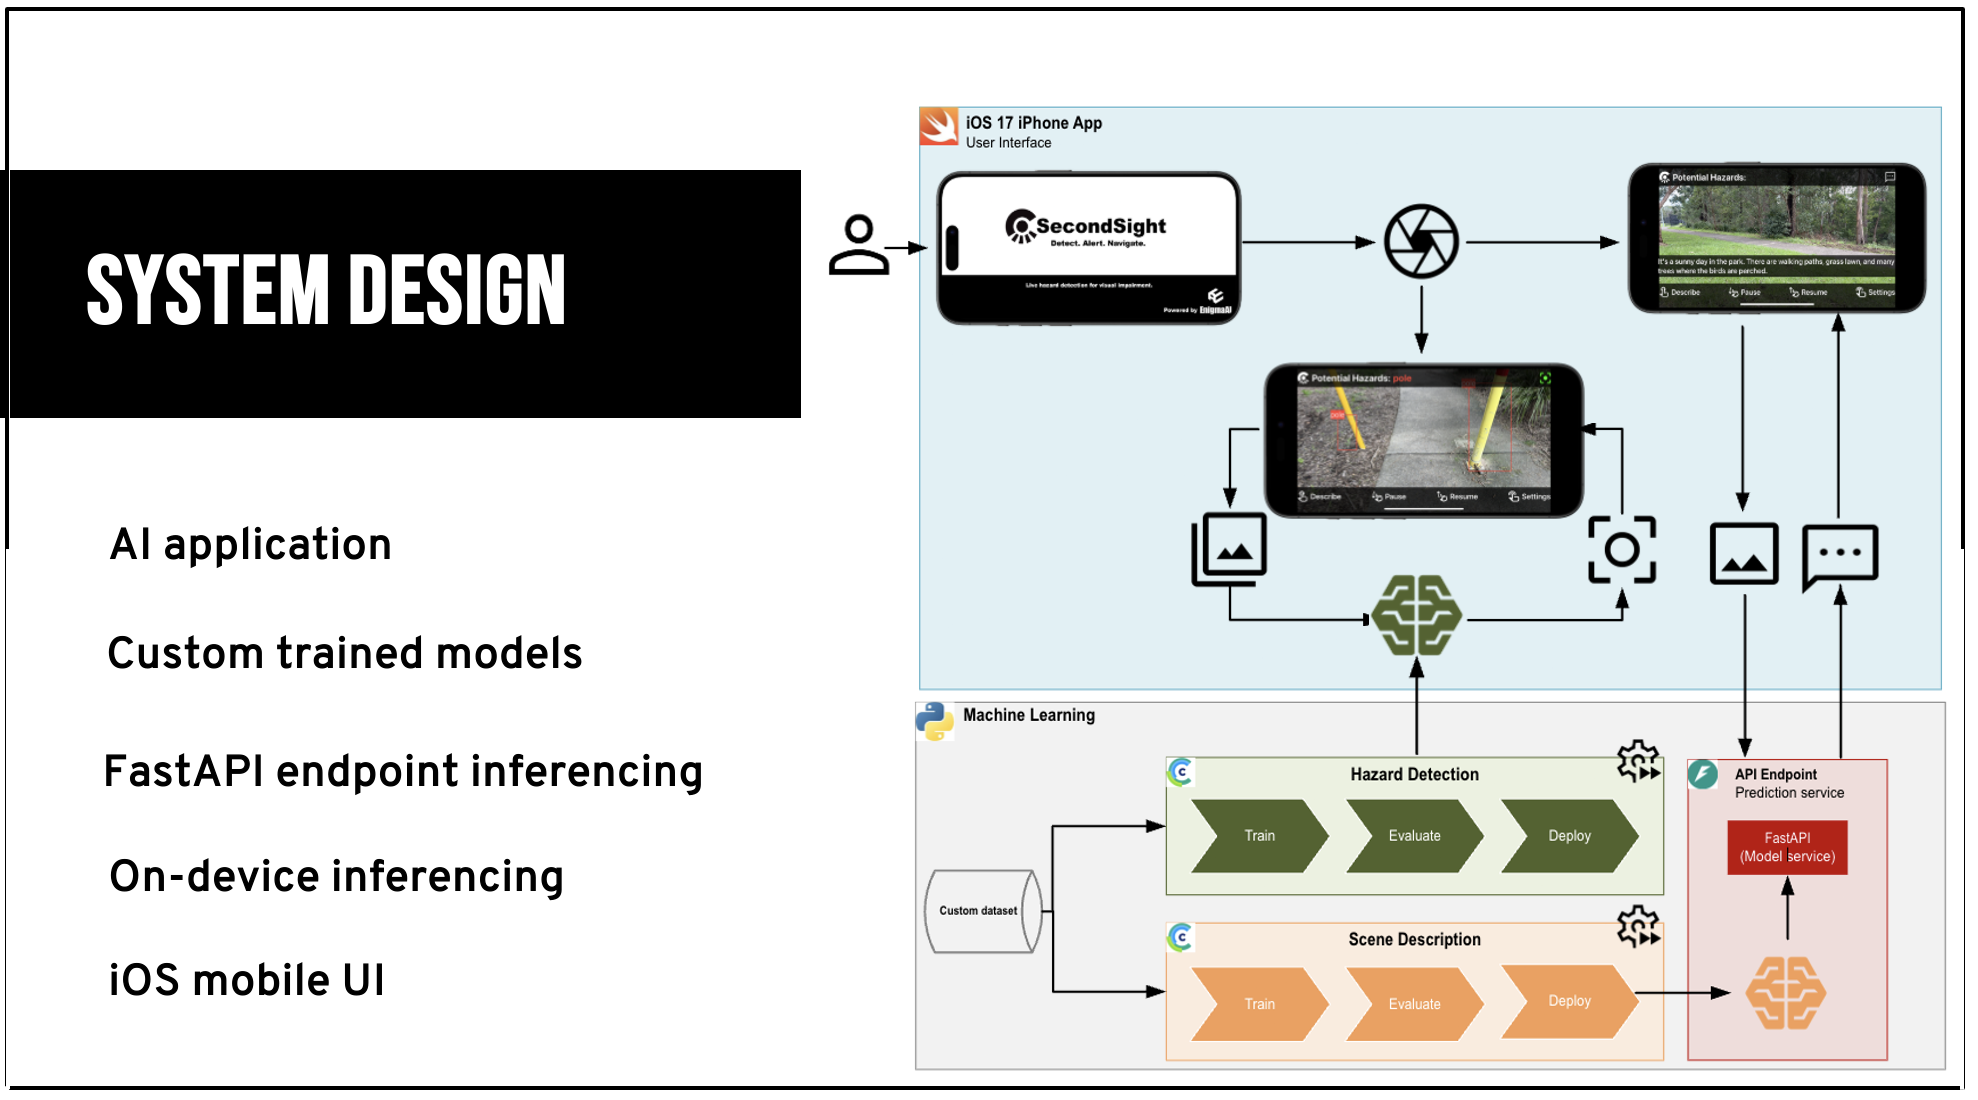 SYSTEM DESIGN
AI application
Custom trained models
FastAPI endpoint inferencing
On-device inferencing
iOS mobile UI
iOS 17 iPhone App
User Interface
SecondSight
Detect. Alert. Navigate.
Live hazard detection for visual impairment.
Powered by EnigmaAI
Potential Hazards:
It's a sunny day in the park. There are walking paths, grass lawn, and many
trees where the birds are perched.
Describe
Pause
Resume
Settings
Potential Hazards: pole
pole
Describe
Pause
Resume
Settings
Machine Learning
Custom dataset
Hazard Detection
Train
Evaluate
Deploy
Scene Description
Train
Evaluate
Deploy
API Endpoint
Prediction service
FastAPI
(Model service)